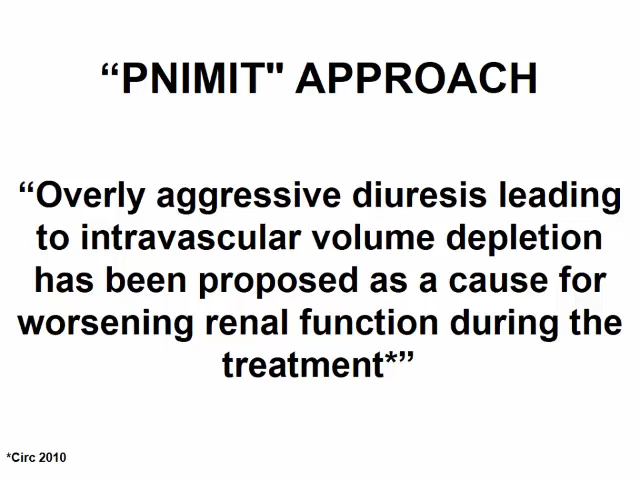 “PNIMIT" APPROACH
“Overly aggressive diuresis leading
to intravascular volume depletion
has been proposed as a cause for
worsening renal function during the
treatment*”
*Circ 2010